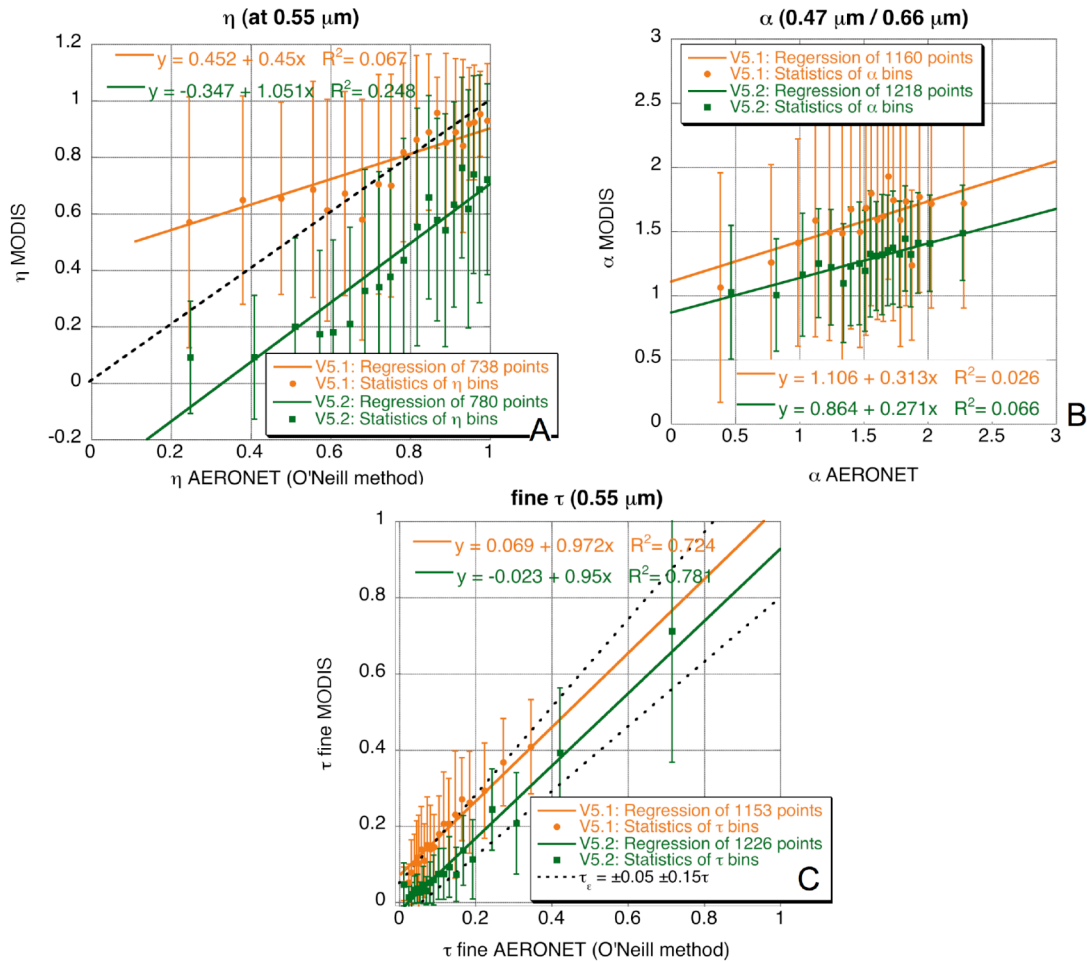 η (at 0.55 μm)
1.2
1
0.8
0.6
0.4
0.2
0
-0.2
η MODIS
y = 0.452 + 0.45x R²= 0.067
y = -0.347 + 1.051x R²= 0.248
V5.1: Regression of 738 points
V5.1: Statistics of η bins
V5.2: Regression of 780 points
V5.2: Statistics of η bins
A
0 0.2 0.4 0.6 0.8 1
η AERONET (O'Neill method)
α (0.47 μm / 0.66 μm)
3
2.5
2
1.5
1
0.5
0
α MODIS
V5.1: Regerssion of 1160 points
V5.1: Statistics of α bins
V5.2: Regression of 1218 points
V5.2: Statistics of α bins
y = 1.106 + 0.313x R²= 0.026
y = 0.864 + 0.271x R²= 0.066
B
0 0.5 1 1.5 2 2.5 3
α AERONET
fine τ (0.55 μm)
1
0.8
0.6
0.4
0.2
0
τ fine MODIS
y = 0.069 + 0.972x R²= 0.724
y = -0.023 + 0.95x R²= 0.781
V5.1: Regression of 1153 points
V5.1: Statistics of τ bins
V5.2: Regression of 1226 points
V5.2: Statistics of τ bins
τε = ±0.05 ±0.15τ
C
0 0.2 0.4 0.6 0.8 1
τ fine AERONET (O'Neill method)